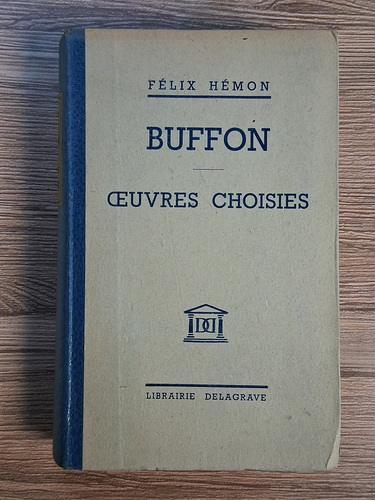 FÉLIX HÉMON
BUFFON
ŒUVRES CHOISIES
LIBRAIRIE DELAGRAVE